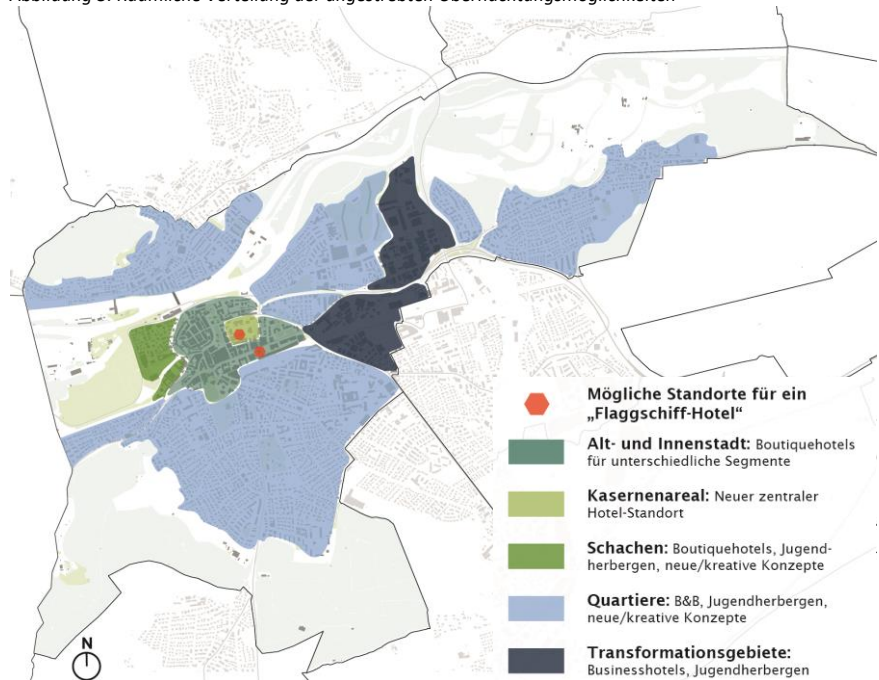 Abbildung 3: Räumliche Verteilung der angestrebten Übernachtungsmöglichkeiten
Mögliche Standorte für ein
„Flaggschiff-Hotel“
Alt- und Innenstadt: Boutiquehotels
für unterschiedliche Segmente
Kasernenareal: Neuer zentraler
Hotel-Standort
Schachen: Boutiquehotels, Jugend-
herbergen, neue/kreative Konzepte
Quartiere: B&B, Jugendherbergen,
neue/kreative Konzepte
Transformationsgebiete:
Businesshotels, Jugendherbergen
N